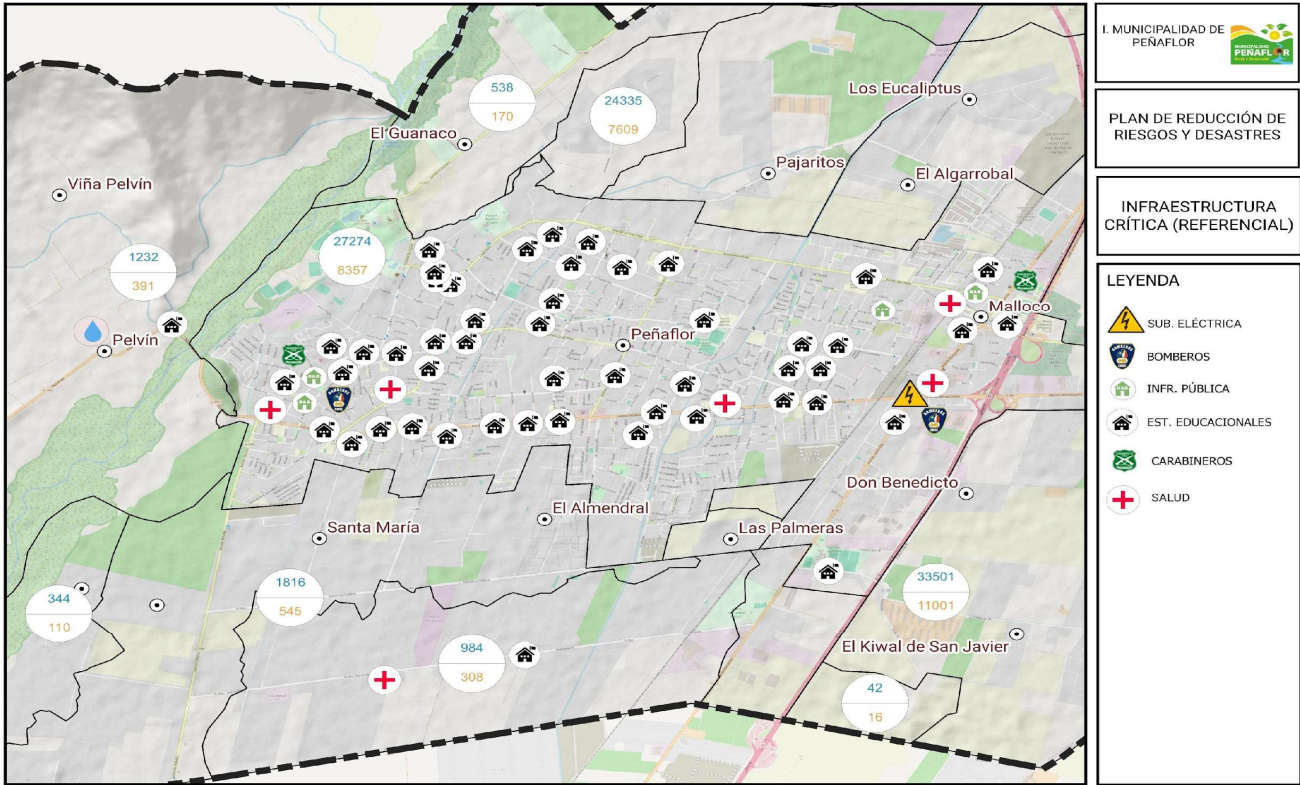 538
170
24335
7609
Los Eucaliptus
El Guanaco
Pajaritos
El Algarrobal
Viña Pelvín
27274
8357
1232
391
Malloco
Pelvín
Peñaflor
Don Benedicto
El Almendral
Santa María
Las Palmeras
344
110
1816
545
33501
11001
984
308
El Kiwal de San Javier
42
16
I. MUNICIPALIDAD DE
PEÑAFLOR
MUNICIPALIDAD
PEÑAFLOR
PLAN DE REDUCCIÓN DE
RIESGOS Y DESASTRES
INFRAESTRUCTURA
CRÍTICA (REFERENCIAL)
LEYENDA
SUB. ELÉCTRICA
BOMBEROS
INFR. PÚBLICA
EST. EDUCACIONALES
CARABINEROS
SALUD